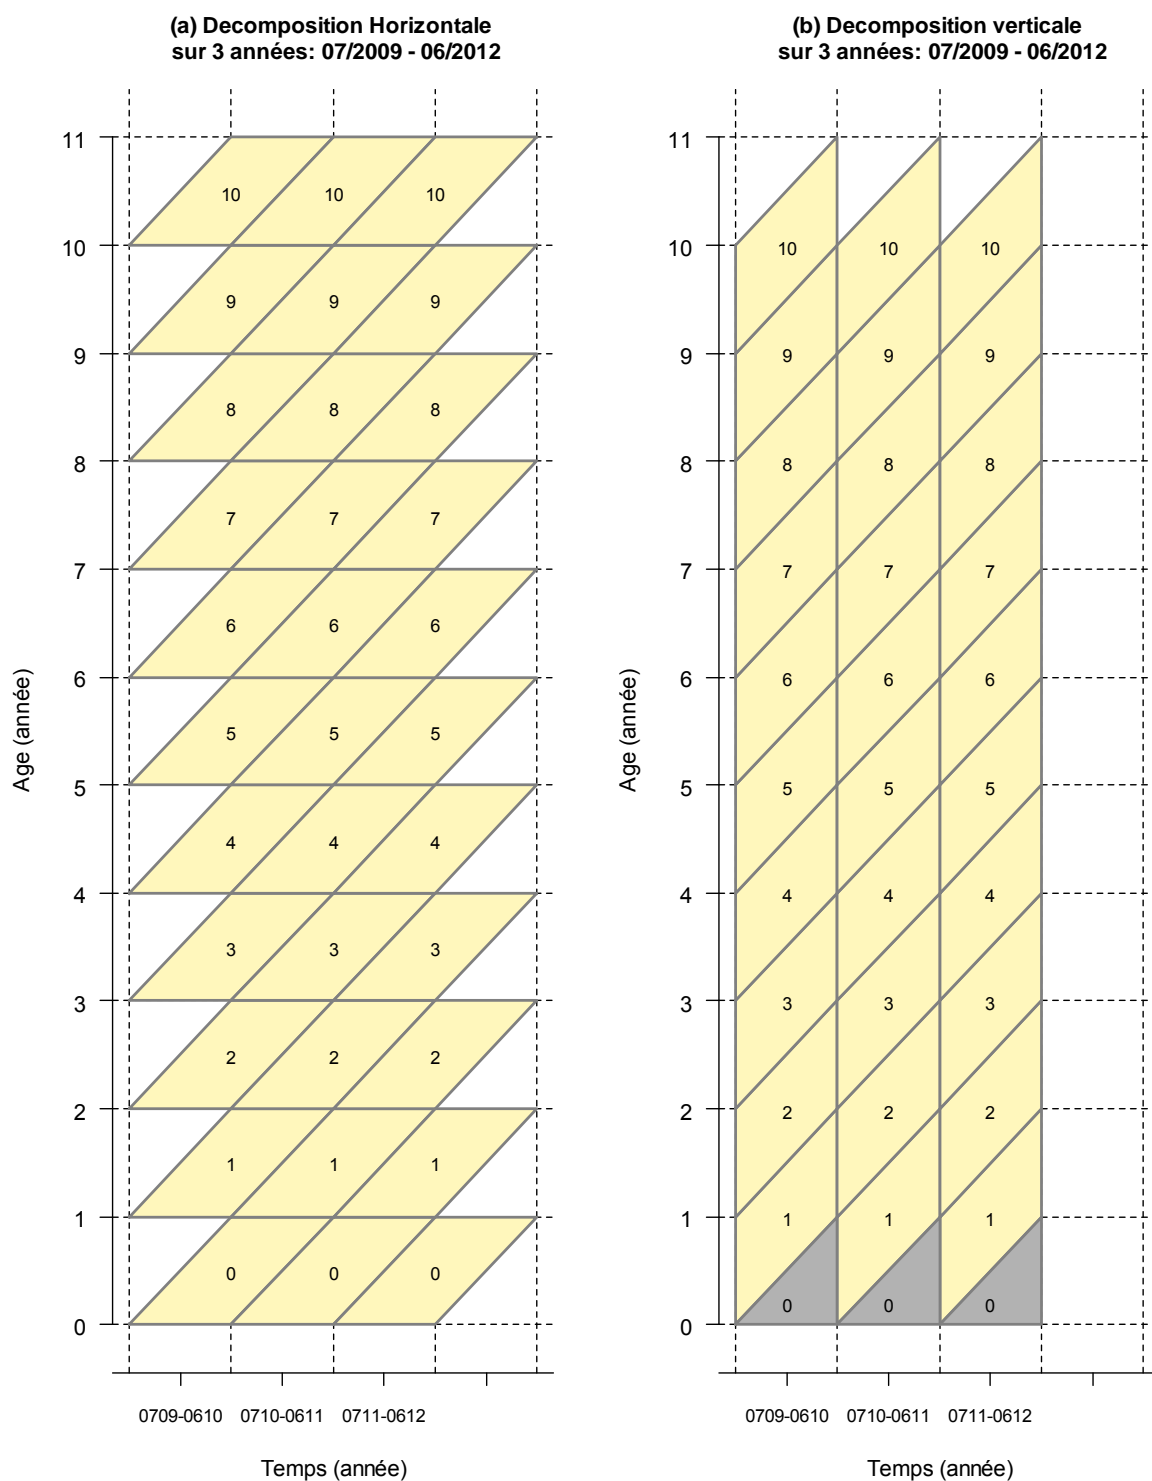 (a) Decomposition Horizontale
sur 3 années: 07/2009 - 06/2012
11
10
9
8
7
6
5
4
3
2
1
0
Age (année)
10 10 10
9 9 9
8 8 8
7 7 7
6 6 6
5 5 5
4 4 4
3 3 3
2 2 2
1 1 1
0 0 0
0709-0610 0710-0611 0711-0612
Temps (année)
(b) Decomposition verticale
sur 3 années: 07/2009 - 06/2012
11
10
9
8
7
6
5
4
3
2
1
0
Age (année)
10 10 10
9 9 9
8 8 8
7 7 7
6 6 6
5 5 5
4 4 4
3 3 3
2 2 2
1 1 1
0 0 0
0709-0610 0710-0611 0711-0612
Temps (année)